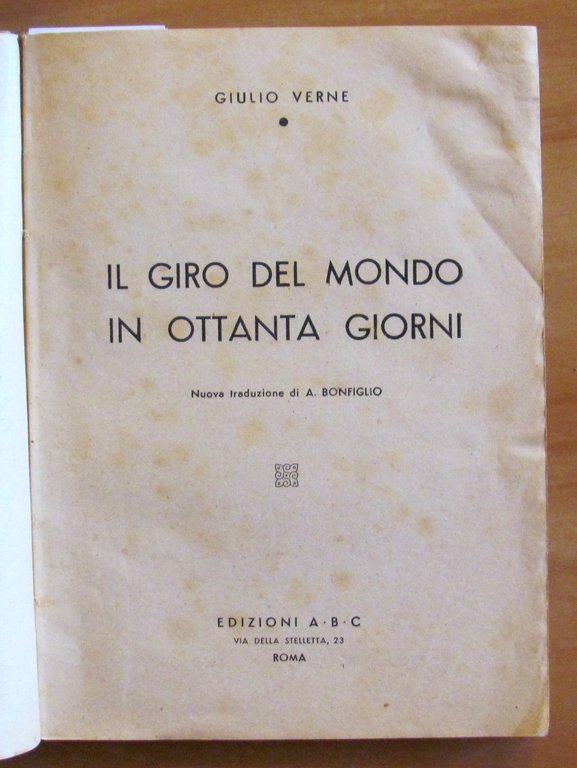 GIULIO VERNE
IL GIRO DEL MONDO
IN OTTANTA GIORNI
Nuova traduzione di A. BONFIGLIO
EDIZIONI A·B·C
VIA DELLA STELLETTA, 23
ROMA